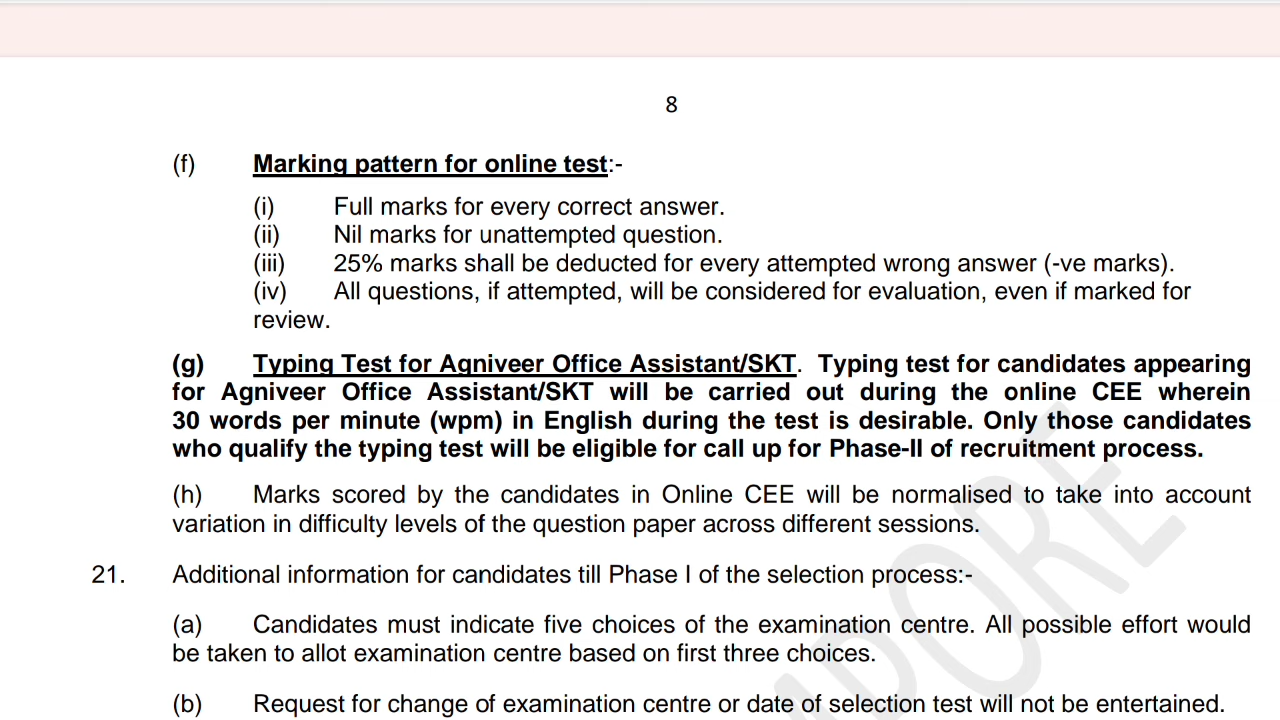 8
(f) Marking pattern for online test:-
(i) Full marks for every correct answer.
(ii) Nil marks for unattempted question.
(iii) 25% marks shall be deducted for every attempted wrong answer (-ve marks).
(iv) All questions, if attempted, will be considered for evaluation, even if marked for
review.
(g) Typing Test for Agniveer Office Assistant/SKT. Typing test for candidates appearing
for Agniveer Office Assistant/SKT will be carried out during the online CEE wherein
30 words per minute (wpm) in English during the test is desirable. Only those candidates
who qualify the typing test will be eligible for call up for Phase-II of recruitment process.
(h) Marks scored by the candidates in Online CEE will be normalised to take into account
variation in difficulty levels of the question paper across different sessions.
21. Additional information for candidates till Phase I of the selection process:-
(a) Candidates must indicate five choices of the examination centre. All possible effort would
be taken to allot examination centre based on first three choices.
(b) Request for change of examination centre or date of selection test will not be entertained.